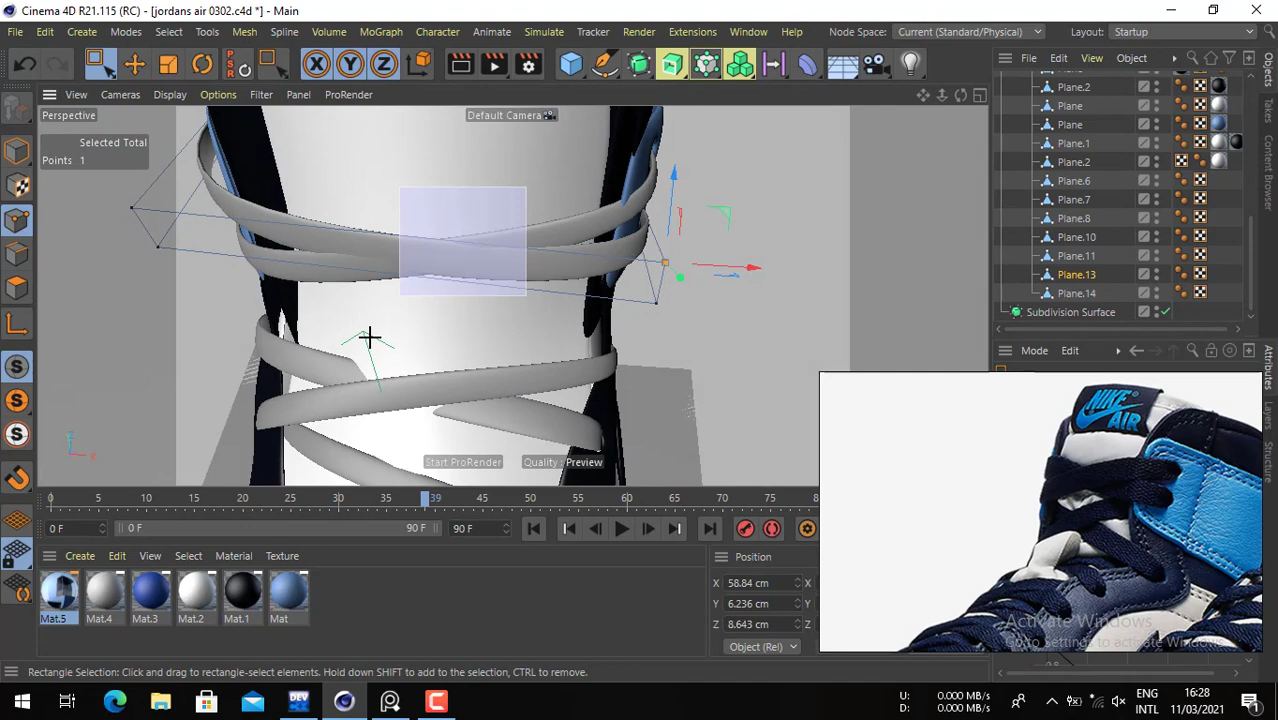 Cinema 4D R21.115 (RC) - [jordans air 0302.c4d *] - Main
File Edit Create Modes Select Tools Mesh Spline Volume MoGraph Character Animate Simulate Tracker Render Extensions Window Help Node Space: Current (Standard/Physical) Layout: Startup
PSR
X Y Z
File Edit View Object
View Cameras Display Options Filter Panel ProRender
Perspective
Default Camera
Selected Total
Points 1
Plane.2
Plane
Plane
Plane.1
Plane.2
Plane.6
Plane.7
Plane.8
Plane.10
Plane.11
Plane.13
Plane.14
Subdivision Surface
Mode Edit
Objects
Takes
Content Browser
Attributes
Structure
NIKE
AIR
Start ProRender Quality: Preview
0 5 10 15 20 25 30 35 39 45 50 55 60 65 70 75 80
0 F 0 F 90 F 90 F
Create Edit View Select Material Texture
Mat.5 Mat.4 Mat.3 Mat.2 Mat.1 Mat
Position
X 58.84 cm X
Y 6.236 cm Y
Z 8.643 cm Z
Object (Rel)
Activate Windows
Go to Settings to activate Windows.
Rectangle Selection: Click and drag to rectangle-select elements. Hold down SHIFT to add to the selection, CTRL to remove.
U: 0.000 MB/s
D: 0.000 MB/s
ENG
INTL
16:28
11/03/2021